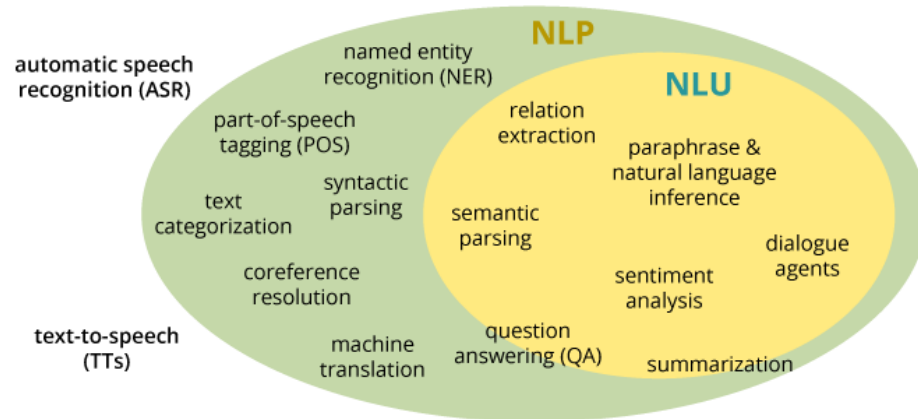 NLP
named entity
recognition (NER)
automatic speech
recognition (ASR)
NLU
relation
extraction
part-of-speech
tagging (POS)
paraphrase &
natural language
inference
syntactic
parsing
text
categorization
semantic
parsing
dialogue
agents
coreference
resolution
sentiment
analysis
text-to-speech
(TTs)
machine
translation
question
answering (QA)
summarization